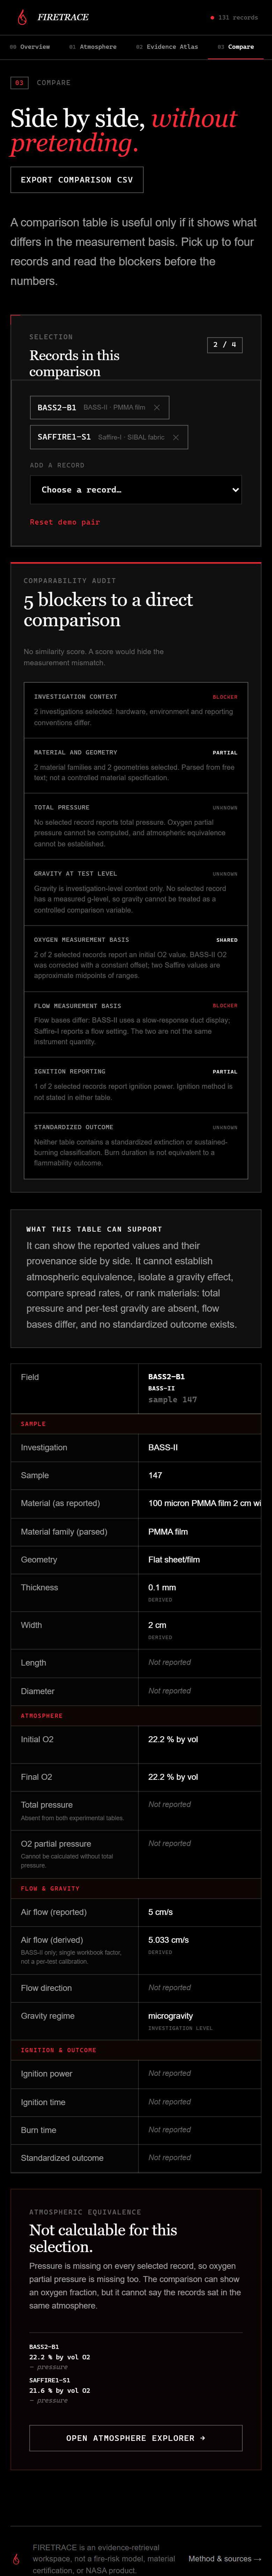 FIRETRACE
131 records
00 Overview
01 Atmosphere
02 Evidence Atlas
03 Compare
03 COMPARE
Side by side, without
pretending.
EXPORT COMPARISON CSV
A comparison table is useful only if it shows what
differs in the measurement basis. Pick up to four
records and read the blockers before the
numbers.
SELECTION
Records in this
comparison
2 / 4
BASS2-B1 BASS-II · PMMA film ×
SAFFIRE1-S1 Saffire-I · SIBAL fabric ×
ADD A RECORD
Choose a record…
Reset demo pair
COMPARABILITY AUDIT
5 blockers to a direct
comparison
No similarity score. A score would hide the
measurement mismatch.
INVESTIGATION CONTEXT BLOCKER
2 investigations selected: hardware, environment and reporting
conventions differ.
MATERIAL AND GEOMETRY PARTIAL
2 material families and 2 geometries selected. Parsed from free
text; not a controlled material specification.
TOTAL PRESSURE UNKNOWN
No selected record reports total pressure. Oxygen partial
pressure cannot be computed, and atmospheric equivalence
cannot be established.
GRAVITY AT TEST LEVEL UNKNOWN
Gravity is investigation-level context only. No selected record
has a measured g-level, so gravity cannot be treated as a
controlled comparison variable.
OXYGEN MEASUREMENT BASIS SHARED
2 of 2 selected records report an initial O2 value. BASS-II O2
was corrected with a constant offset; two Saffire values are
approximate midpoints of ranges.
FLOW MEASUREMENT BASIS BLOCKER
Flow bases differ: BASS-II uses a slow-response duct display;
Saffire-I reports a flow setting. The two are not the same
instrument quantity.
IGNITION REPORTING PARTIAL
1 of 2 selected records report ignition power. Ignition method is
not stated in either table.
STANDARDIZED OUTCOME UNKNOWN
Neither table contains a standardized extinction or sustained-
burning classification. Burn duration is not equivalent to a
flammability outcome.
WHAT THIS TABLE CAN SUPPORT
It can show the reported values and their
provenance side by side. It cannot establish
atmospheric equivalence, isolate a gravity effect,
compare spread rates, or rank materials: total
pressure and per-test gravity are absent, flow
bases differ, and no standardized outcome exists.
Field
BASS2-B1
BASS-II
sample 147
SAMPLE
Investigation BASS-II
Sample 147
Material (as reported) 100 micron PMMA film 2 cm wi
Material family (parsed) PMMA film
Geometry Flat sheet/film
Thickness 0.1 mm
DERIVED
Width 2 cm
DERIVED
Length Not reported
Diameter Not reported
ATMOSPHERE
Initial O2 22.2 % by vol
Final O2 22.2 % by vol
Total pressure Not reported
Absent from both experimental tables.
O2 partial pressure Not reported
Cannot be calculated without total
pressure.
FLOW & GRAVITY
Air flow (reported) 5 cm/s
Air flow (derived) 5.033 cm/s
BASS-II only; single workbook factor, DERIVED
not a per-test calibration.
Flow direction Not reported
Gravity regime microgravity
INVESTIGATION LEVEL
IGNITION & OUTCOME
Ignition power Not reported
Ignition time Not reported
Burn time Not reported
Standardized outcome Not reported
ATMOSPHERIC EQUIVALENCE
Not calculable for this
selection.
Pressure is missing on every selected record, so oxygen
partial pressure is missing too. The comparison can show
an oxygen fraction, but it cannot say the records sat in the
same atmosphere.
BASS2-B1
22.2 % by vol O2
— pressure
SAFFIRE1-S1
21.6 % by vol O2
— pressure
OPEN ATMOSPHERE EXPLORER →
FIRETRACE is an evidence-retrieval
workspace, not a fire-risk model, material
certification, or NASA product.
Method & sources →